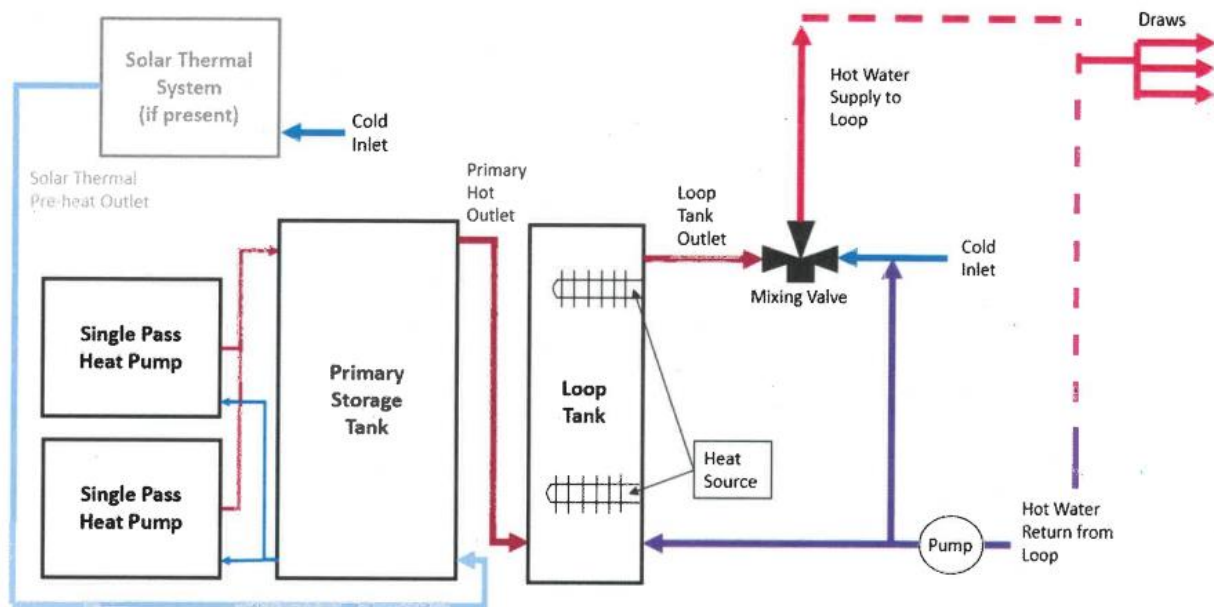 Solar Thermal
System
(if present)
Cold
Inlet
Solar Thermal
Pre-heat Outlet
Primary
Hot
Outlet
Loop
Tank
Outlet
Hot Water
Supply to
Loop
Draws
Cold
Inlet
Mixing Valve
Single Pass
Heat Pump
Single Pass
Heat Pump
Primary
Storage
Tank
Loop
Tank
Heat
Source
Pump
Hot Water
Return from
Loop